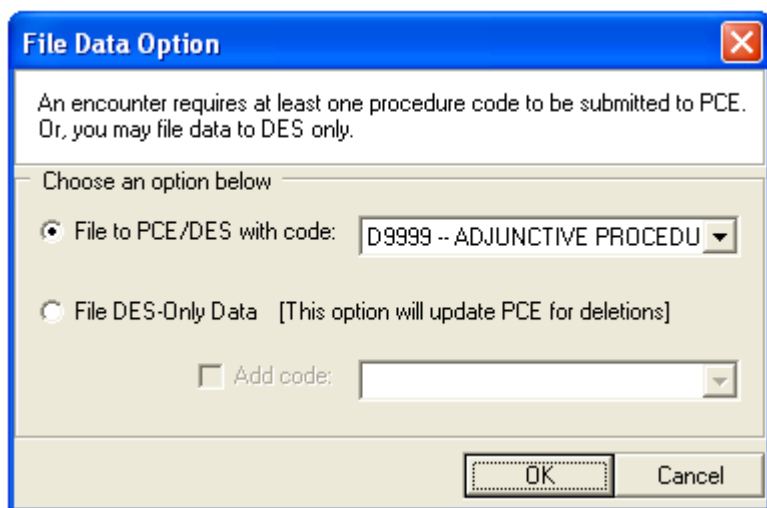 File Data Option
An encounter requires at least one procedure code to be submitted to PCE.
Or, you may file data to DES only.
Choose an option below
File to PCE/DES with code: D9999 -- ADJUNCTIVE PROCEDU
File DES-Only Data [This option will update PCE for deletions]
Add code:
OK Cancel